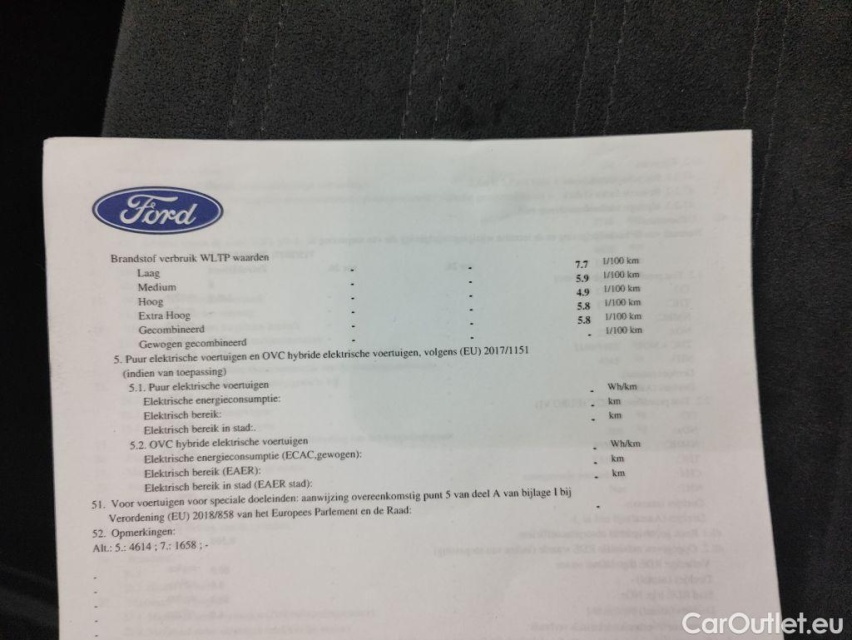 Ford
Brandstof verbruik WLTP waarden
Laag - - 7.7 l/100 km
Medium - - 5.9 l/100 km
Hoog - - 4.9 l/100 km
Extra Hoog - - 5.8 l/100 km
Gecombineerd - - 5.8 l/100 km
Gewogen gecombineerd - l/100 km
5. Puur elektrische voertuigen en OVC hybride elektrische voertuigen, volgens (EU) 2017/1151
(indien van toepassing)
5.1. Puur elektrische voertuigen
Elektrische energieconsumptie: - Wh/km
Elektrisch bereik: - km
Elektrisch bereik in stad:. - km
5.2. OVC hybride elektrische voertuigen
Elektrische energieconsumptie (ECAC,gewogen): - Wh/km
Elektrisch bereik (EAER): - km
Elektrisch bereik in stad (EAER stad): - km
51. Voor voertuigen voor speciale doeleinden: aanwijzing overeenkomstig punt 5 van deel A van bijlage I bij
Verordening (EU) 2018/858 van het Europees Parlement en de Raad: -
52. Opmerkingen:
Alt.: 5.: 4614 ; 7.: 1658 ; -
-
-
-
-
-
CarOutlet.eu